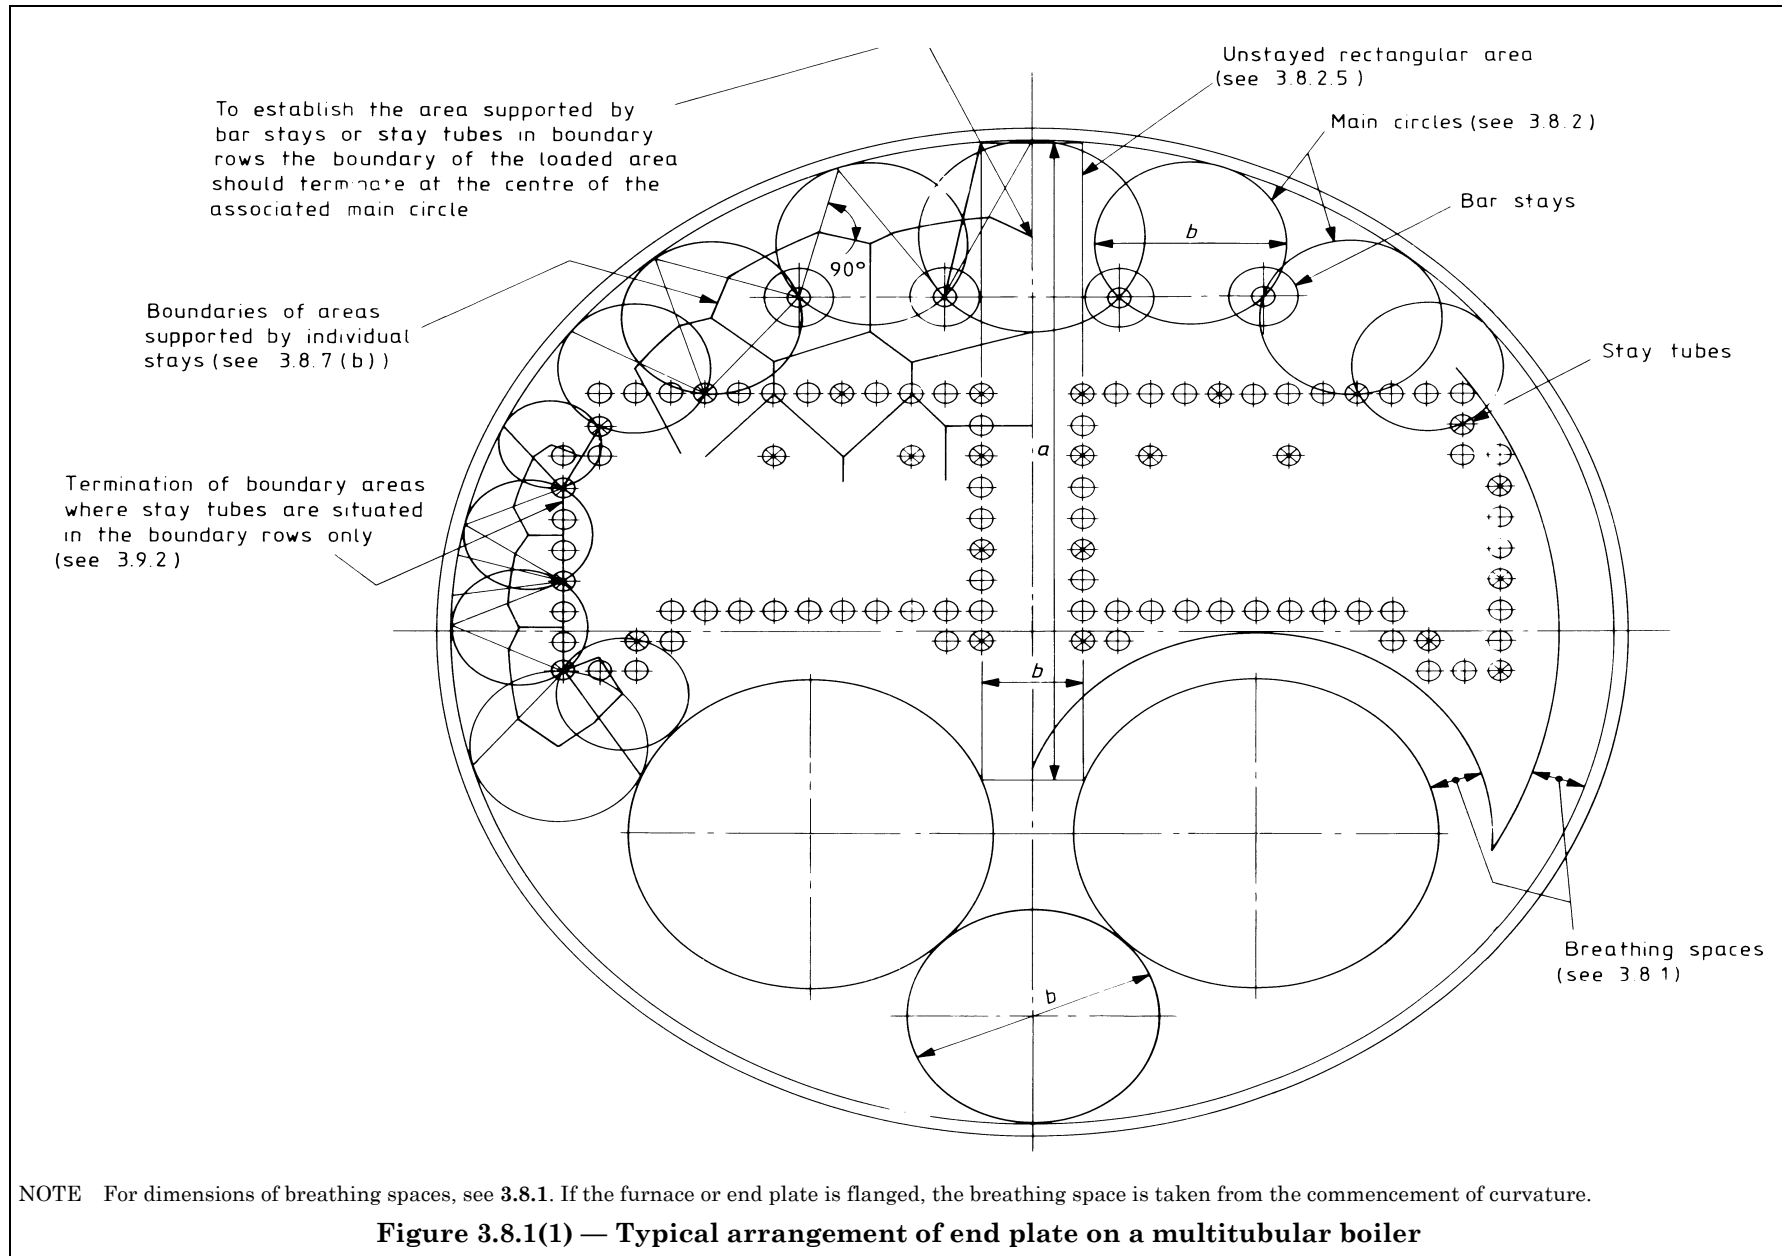 Unstayed rectangular area
(see 3.8.2.5)
To establish the area supported by
bar stays or stay tubes in boundary
rows the boundary of the loaded area
should terminate at the centre of the
associated main circle
Main circles (see 3.8.2)
Bar stays
b
90°
Boundaries of areas
supported by individual
stays (see 3.8.7 (b))
Stay tubes
a
Termination of boundary areas
where stay tubes are situated
in the boundary rows only
(see 3.9.2)
b
Breathing spaces
(see 3.8 1)
b
NOTE For dimensions of breathing spaces, see 3.8.1. If the furnace or end plate is flanged, the breathing space is taken from the commencement of curvature.
Figure 3.8.1(1) — Typical arrangement of end plate on a multitubular boiler